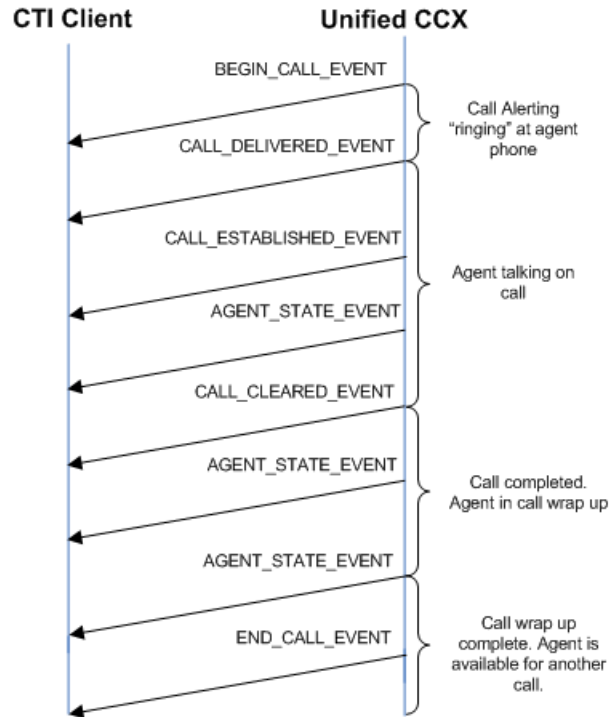 CTI Client
Unified CCX
BEGIN_CALL_EVENT
Call Alerting
"ringing" at agent
phone
CALL_DELIVERED_EVENT
CALL_ESTABLISHED_EVENT
Agent talking on
call
AGENT_STATE_EVENT
CALL_CLEARED_EVENT
AGENT_STATE_EVENT
Call completed.
Agent in call wrap up
AGENT_STATE_EVENT
END_CALL_EVENT
Call wrap up
complete. Agent is
available for another
call.